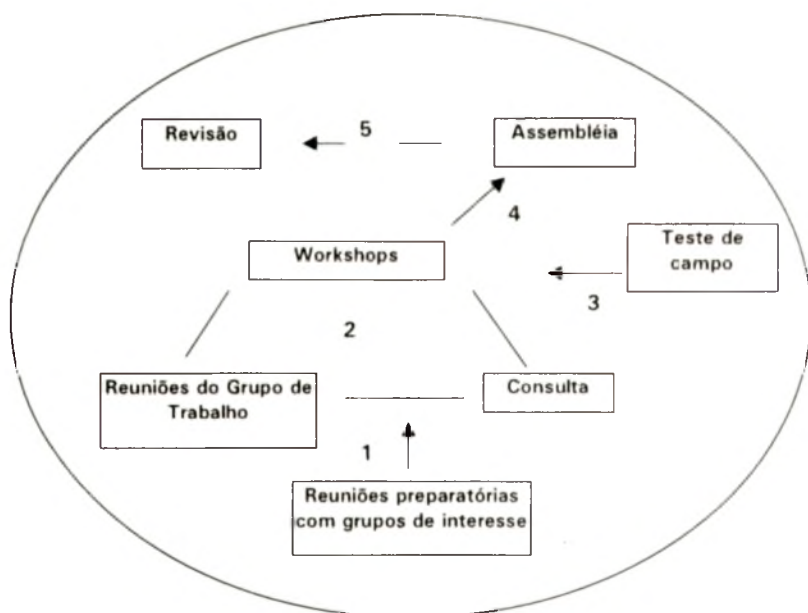 Revisão
5
Assembléia
4
Workshops
Teste de
campo
3
2
Reuniões do Grupo de
Trabalho
Consulta
1
Reuniões preparatórias
com grupos de interesse